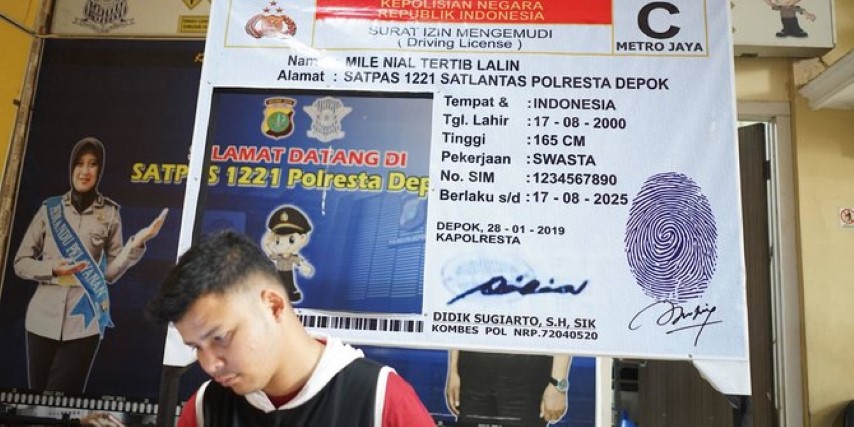 KEPOLISIAN NEGARA
REPUBLIK INDONESIA
SURAT IZIN MENGEMUDI
( Driving License )
C
METRO JAYA
Nama : MILE NIAL TERTIB LALIN
Alamat : SATPAS 1221 SATLANTAS POLRESTA DEPOK
Tempat & : INDONESIA
Tgl. Lahir : 17 - 08 - 2000
Tinggi : 165 CM
Pekerjaan : SWASTA
No. SIM : 1234567890
Berlaku s/d : 17 - 08 - 2025
DEPOK, 28 - 01 - 2019
KAPOLRESTA
DIDIK SUGIARTO, S.H, SIK
KOMBES POL NRP.72040520
LAMAT DATANG DI
SATPAS 1221 Polresta Dep